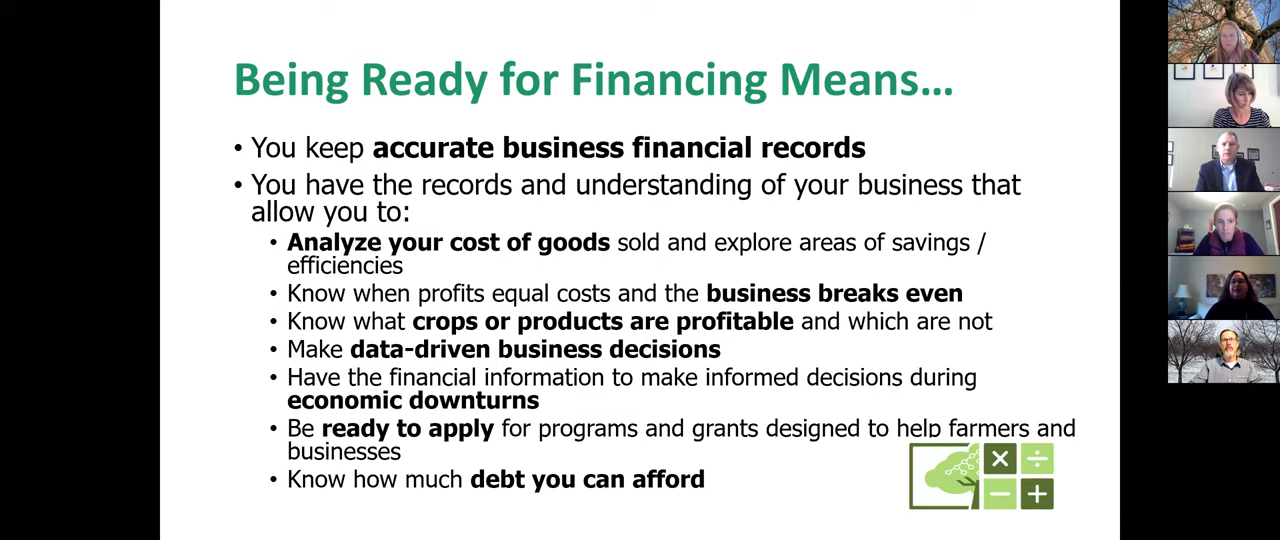 Being Ready for Financing Means...
• You keep accurate business financial records
• You have the records and understanding of your business that
allow you to:
• Analyze your cost of goods sold and explore areas of savings /
efficiencies
• Know when profits equal costs and the business breaks even
• Know what crops or products are profitable and which are not
• Make data-driven business decisions
• Have the financial information to make informed decisions during
economic downturns
• Be ready to apply for programs and grants designed to help farmers and
businesses
• Know how much debt you can afford
× ÷
− +